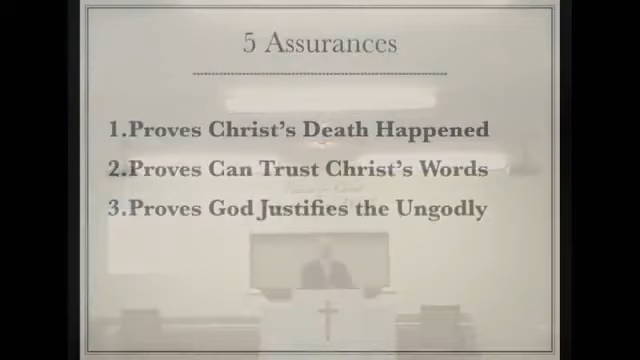 5 Assurances
1.Proves Christ's Death Happened
2.Proves Can Trust Christ's Words
3.Proves God Justifies the Ungodly